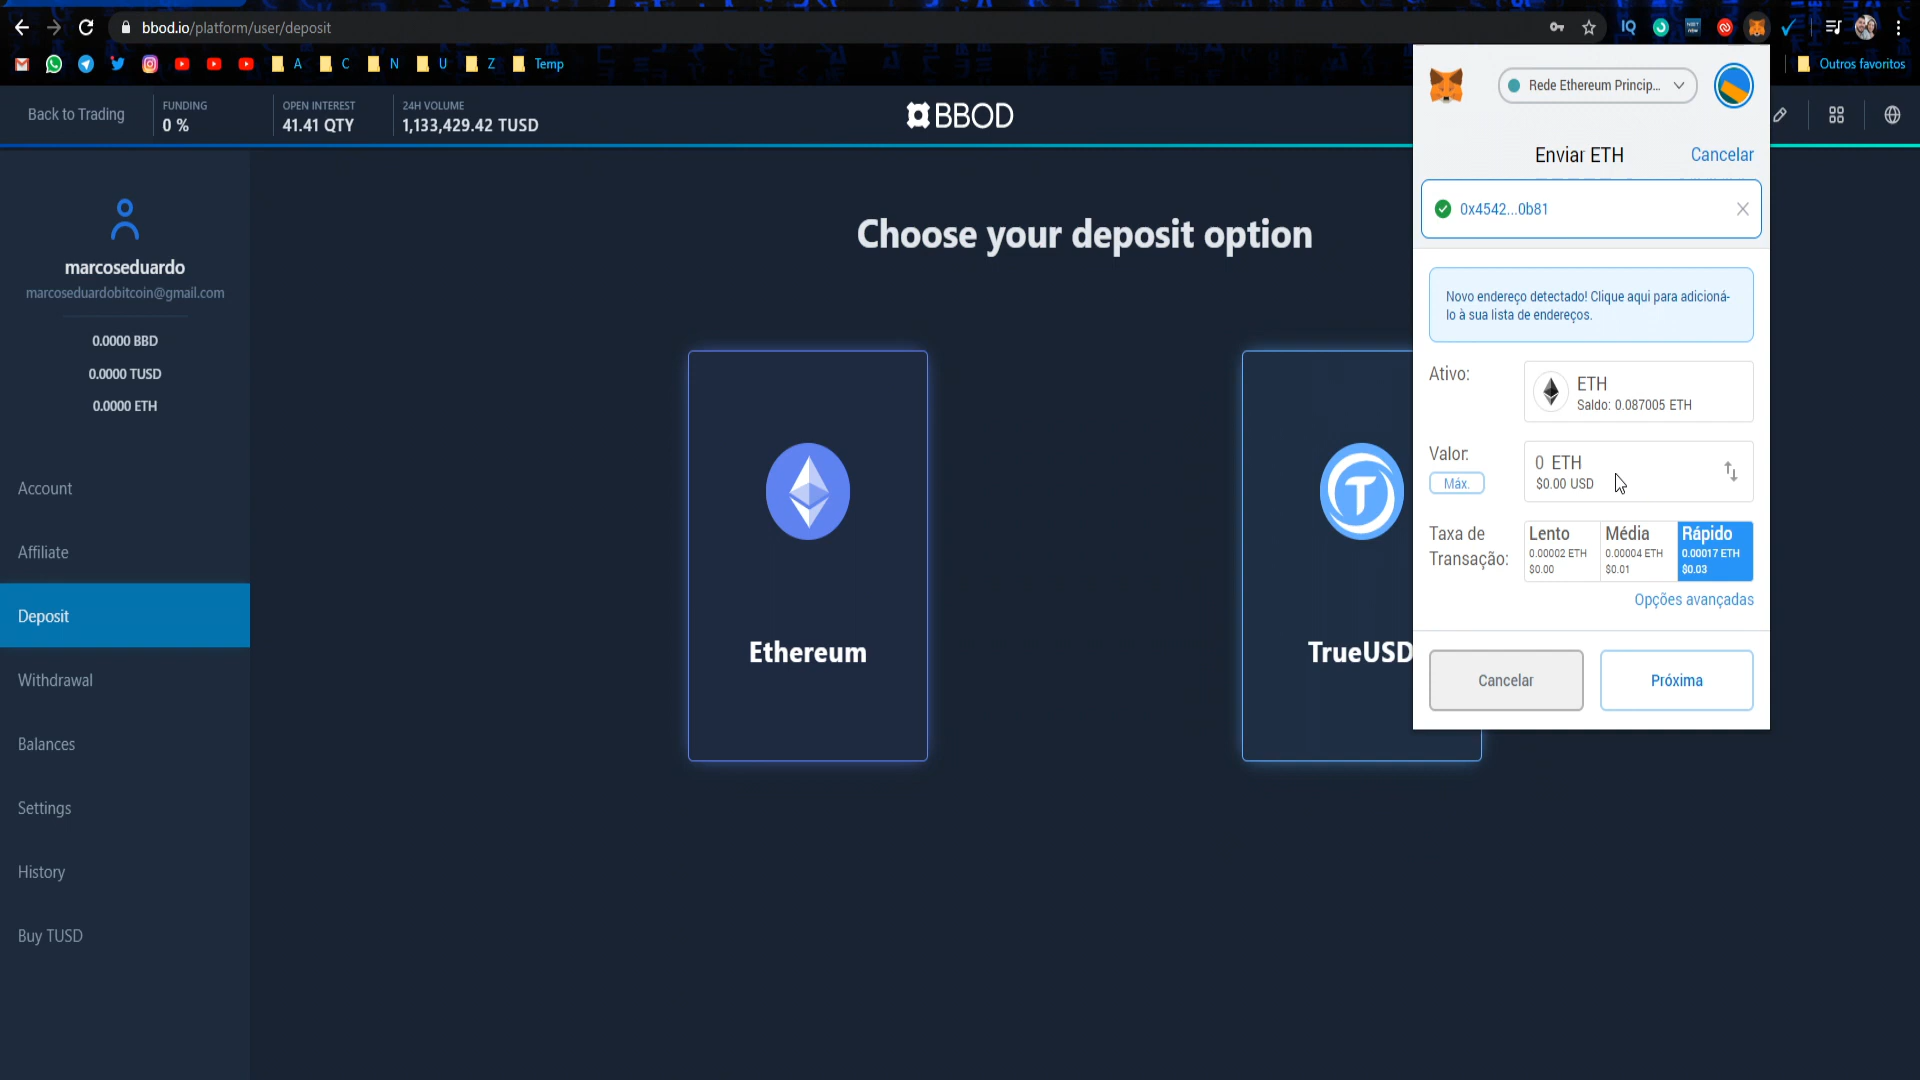 bbod.io/platform/user/deposit
IQ
A
C
N
U
Z
Temp
Outros favoritos
Back to Trading
FUNDING
0 %
OPEN INTEREST
41.41 QTY
24H VOLUME
1,133,429.42 TUSD
BBOD
marcoseduardo
marcoseduardobitcoin@gmail.com
0.0000 BBD
0.0000 TUSD
0.0000 ETH
Account
Affiliate
Deposit
Withdrawal
Balances
Settings
History
Buy TUSD
Choose your deposit option
Ethereum
TrueUSD
Rede Ethereum Princip...
Enviar ETH
Cancelar
0x4542...0b81
Novo endereço detectado! Clique aqui para adicioná-
lo à sua lista de endereços.
Ativo:
ETH
Saldo: 0.087005 ETH
Valor:
Máx.
0 ETH
$0.00 USD
Taxa de
Transação:
Lento
0.00002 ETH
$0.00
Média
0.00004 ETH
$0.01
Rápido
0.00017 ETH
$0.03
Opções avançadas
Cancelar
Próxima